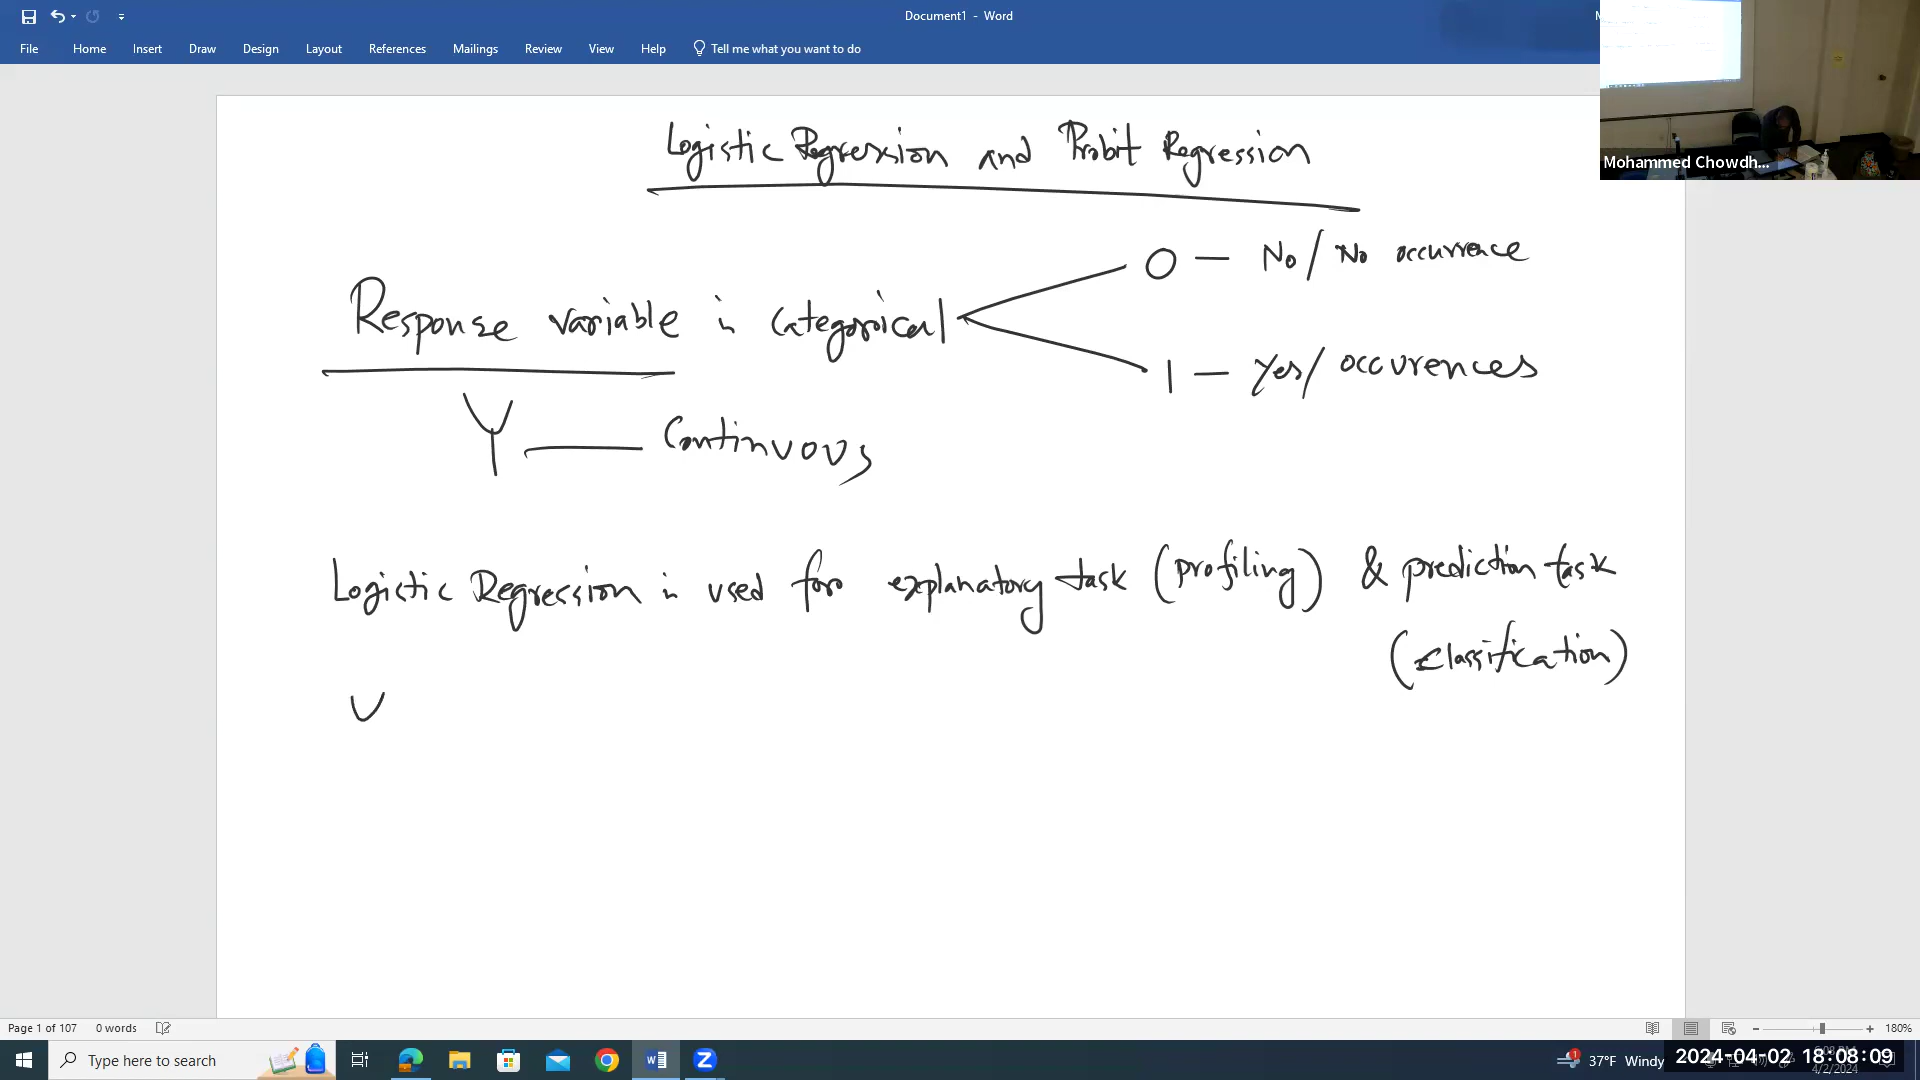 Document1 - Word
File Home Insert Draw Design Layout References Mailings Review View Help Tell me what you want to do
Mohammed Chowdh...
Logistic Regression and Probit Regression
0 — No/ No occurrence
Response variable is categorical
1 — Yes/ occurences
Y — Continuous
Logistic Regression is used for explanatory task (profiling) & prediction task
(classification)
Page 1 of 107 0 words 180%
Type here to search
1 37°F Windy 2024-04-02 18:08:09
4/2/2024